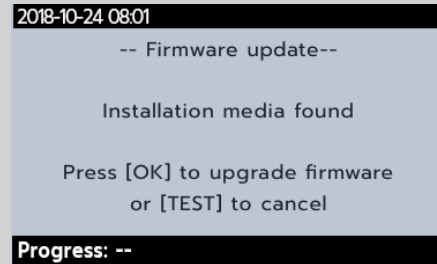 2018-10-24 08:01
-- Firmware update--
Installation media found
Press [OK] to upgrade firmware
or [TEST] to cancel
Progress: --